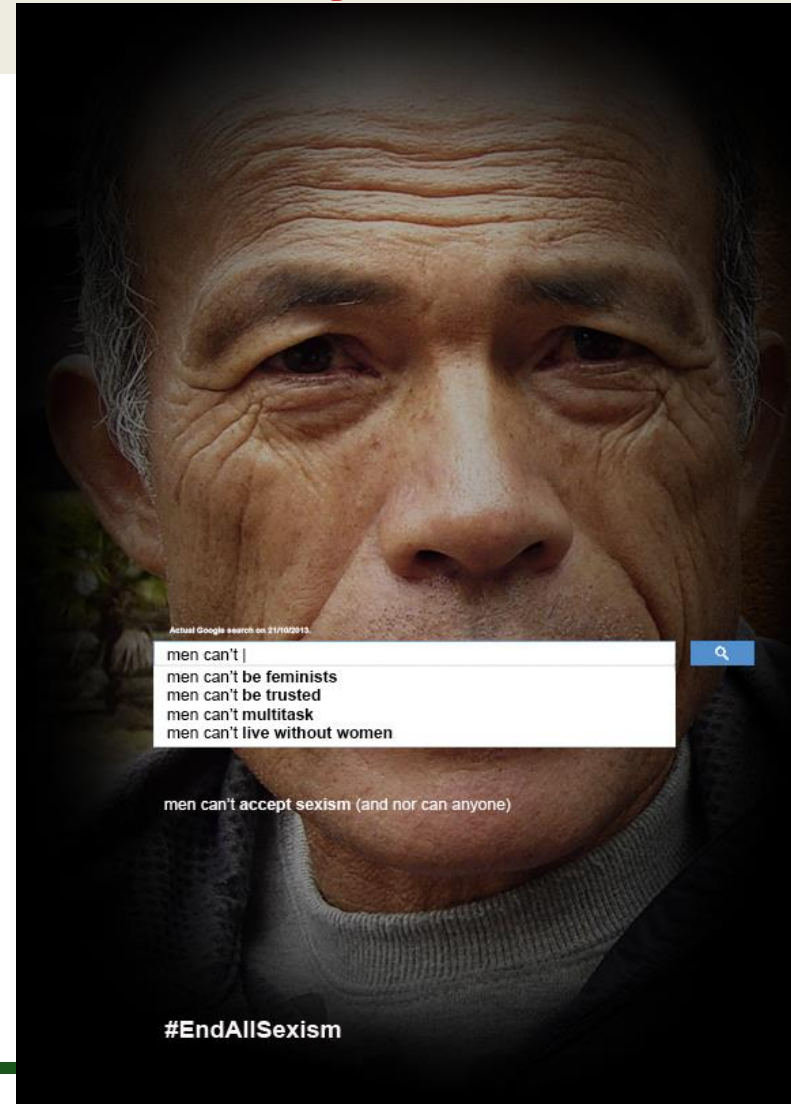 Actual Google search on 21/10/2013.
men can't |
men can't be feminists
men can't be trusted
men can't multitask
men can't live without women
men can't accept sexism (and nor can anyone)
#EndAllSexism